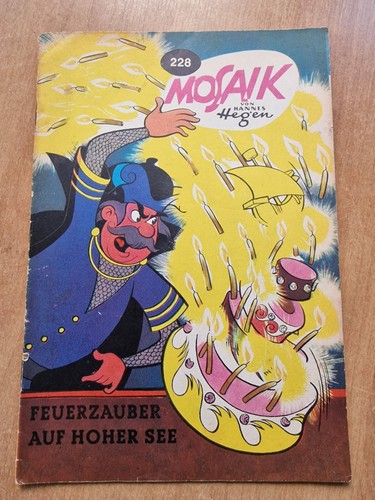 228
MOSAIK
VON
HANNES
Hegen
FEUERZAUBER
AUF HOHER SEE